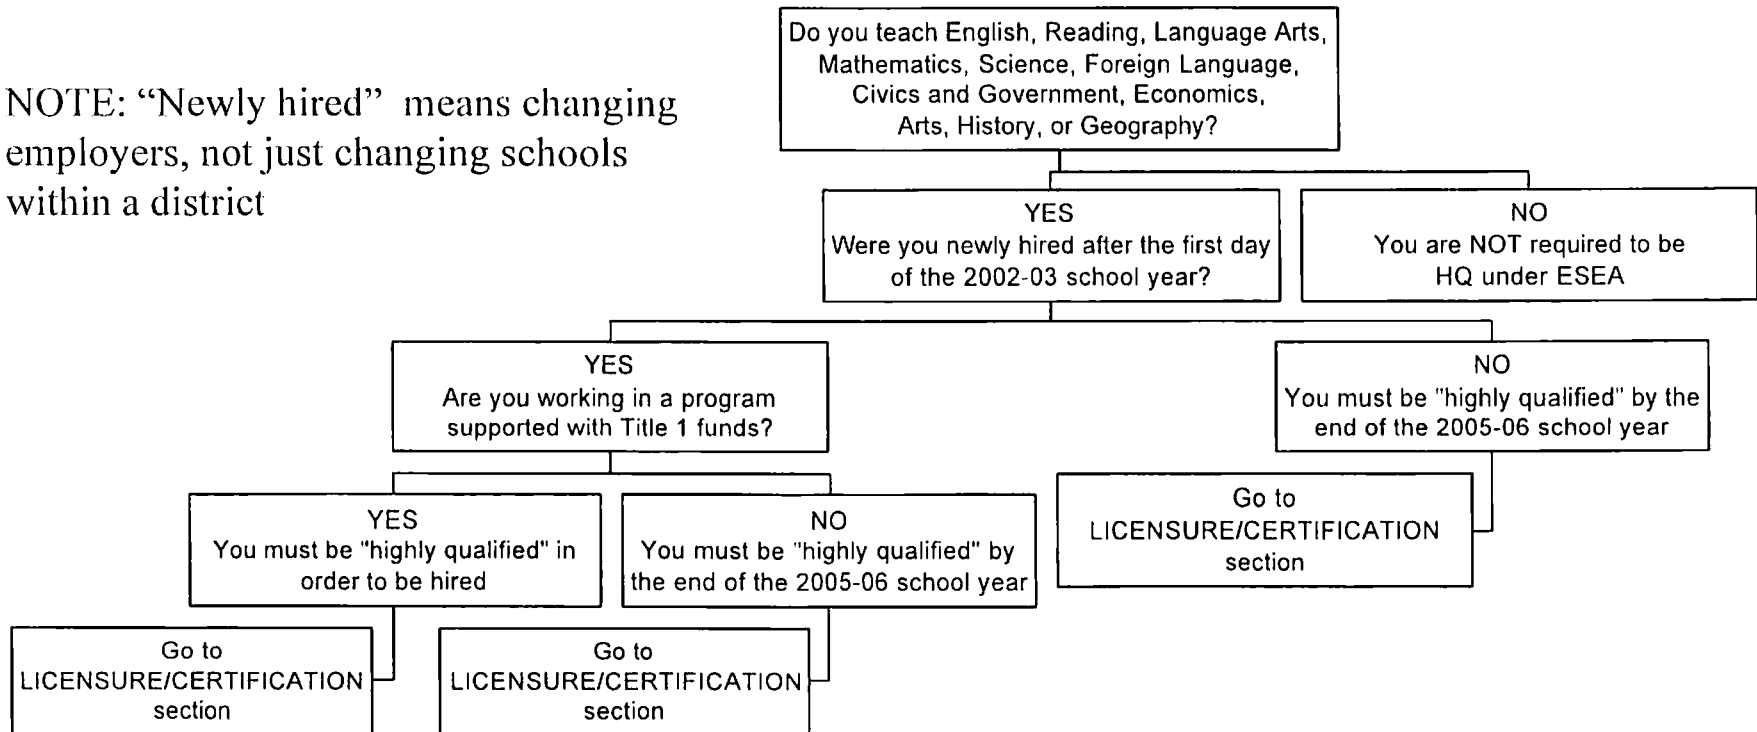 Do you teach English, Reading, Language Arts,
Mathematics, Science, Foreign Language,
Civics and Government, Economics,
Arts, History, or Geography?
NOTE: “Newly hired” means changing
employers, not just changing schools
within a district
YES
Were you newly hired after the first day
of the 2002-03 school year?
NO
You are NOT required to be
HQ under ESEA
YES
Are you working in a program
supported with Title 1 funds?
NO
You must be "highly qualified" by the
end of the 2005-06 school year
YES
You must be "highly qualified" in
order to be hired
NO
You must be "highly qualified" by
the end of the 2005-06 school year
Go to
LICENSURE/CERTIFICATION
section
Go to
LICENSURE/CERTIFICATION
section
Go to
LICENSURE/CERTIFICATION
section